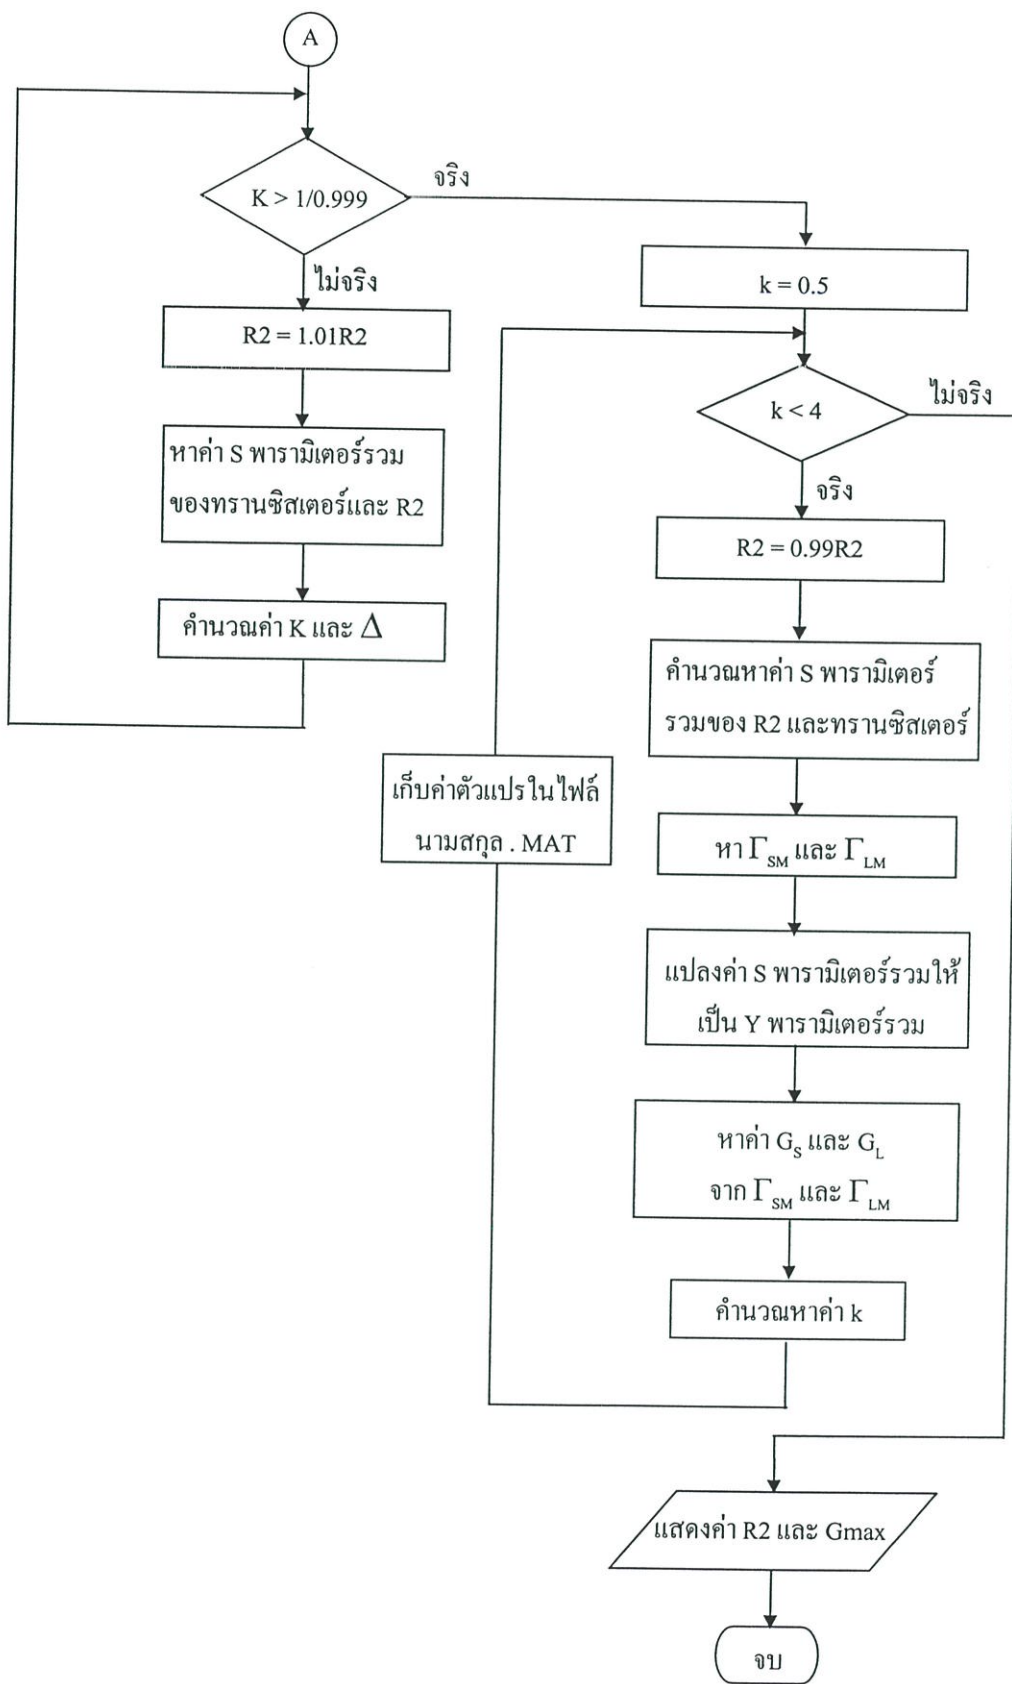 A
K > 1/0.999
จริง
ไม่จริง
R2 = 1.01R2
หาค่า S พารามิเตอร์รวม
ของทรานซิสเตอร์และ R2
คำนวณค่า K และ Δ
k = 0.5
k < 4
ไม่จริง
จริง
R2 = 0.99R2
คำนวณหาค่า S พารามิเตอร์
รวมของ R2 และทรานซิสเตอร์
หา Γ_SM และ Γ_LM
แปลงค่า S พารามิเตอร์รวมให้
เป็น Y พารามิเตอร์รวม
หาค่า G_S และ G_L
จาก Γ_SM และ Γ_LM
คำนวณหาค่า k
เก็บค่าตัวแปรในไฟล์
นามสกุล . MAT
แสดงค่า R2 และ Gmax
จบ